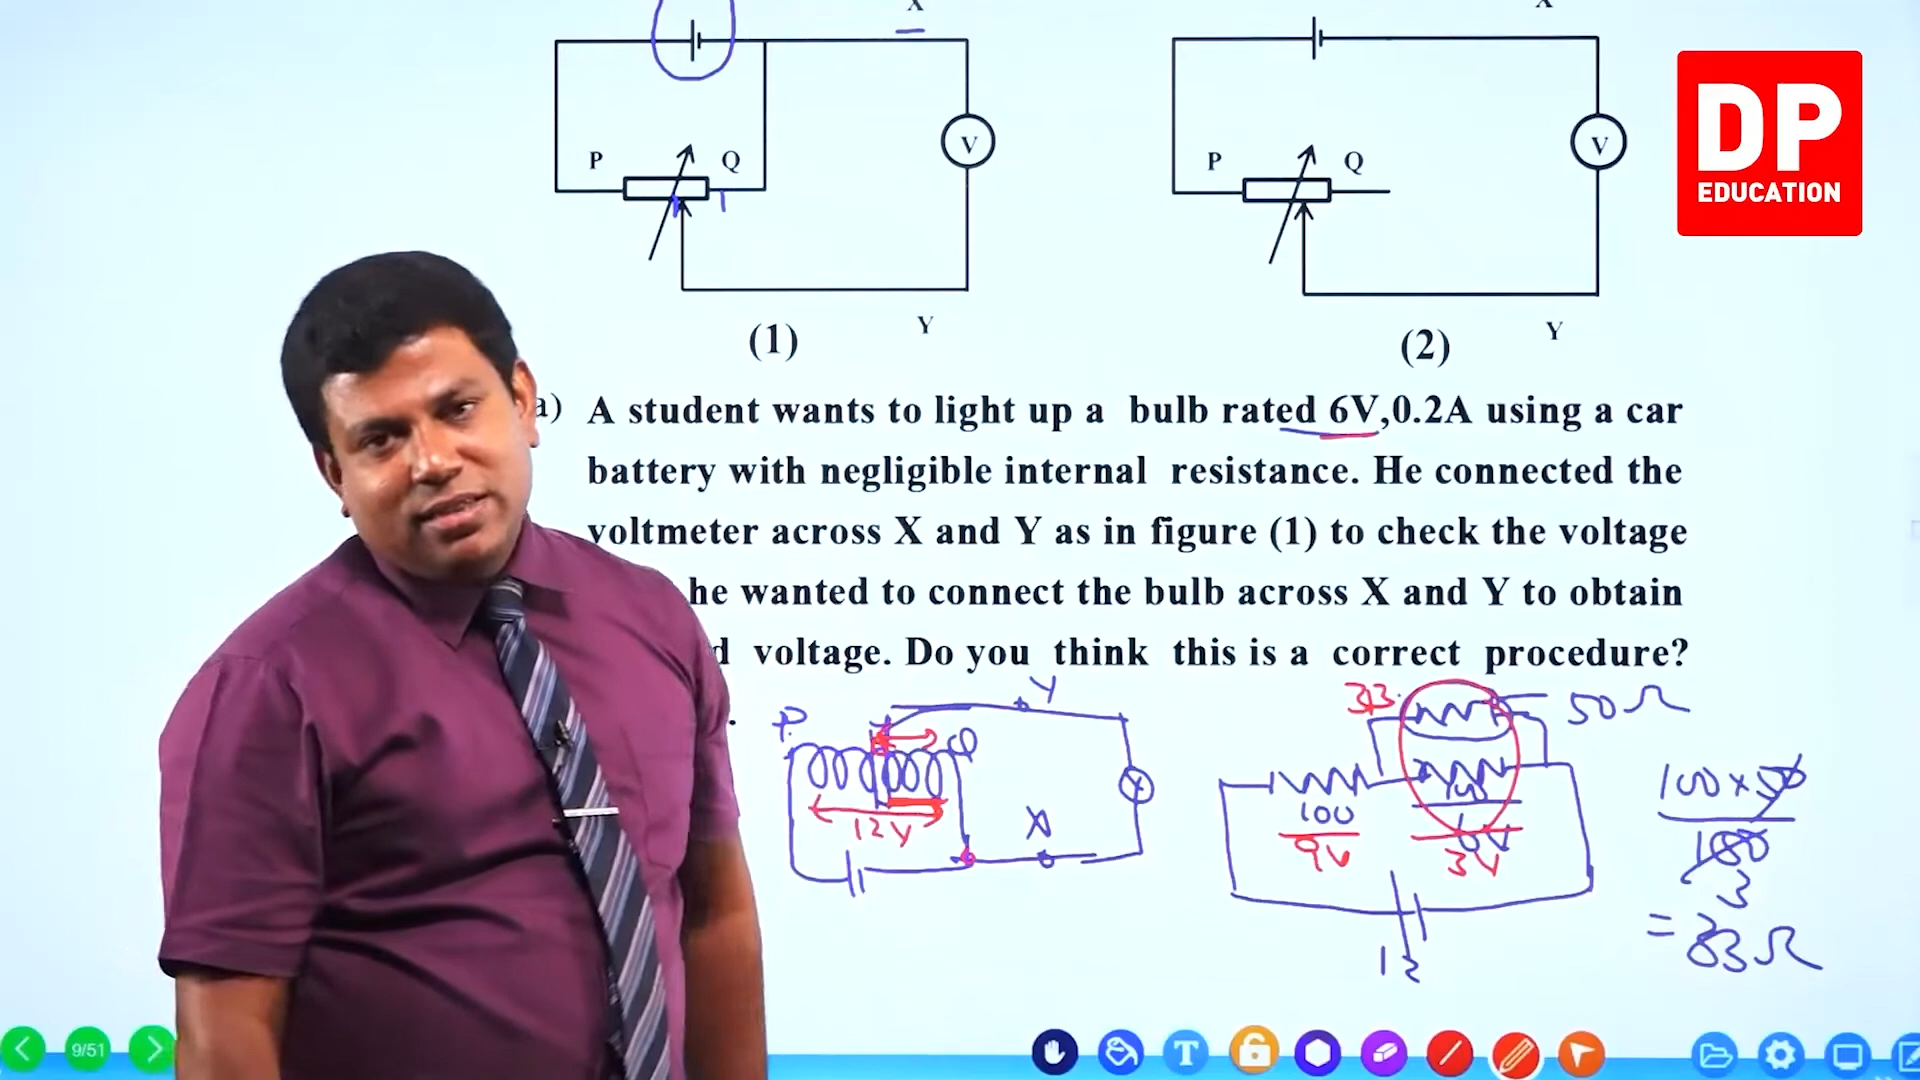 X
X
DP
EDUCATION
P
Q
V
P
Q
V
Y
Y
(1)
(2)
a) A student wants to light up a bulb rated 6V,0.2A using a car
battery with negligible internal resistance. He connected the
voltmeter across X and Y as in figure (1) to check the voltage
he wanted to connect the bulb across X and Y to obtain
d voltage. Do you think this is a correct procedure?
P
Q
Y
12V
X
33
50Ω
100
9V
100
6V
3V
12
100×50
150
3
= 33Ω
9/51
T